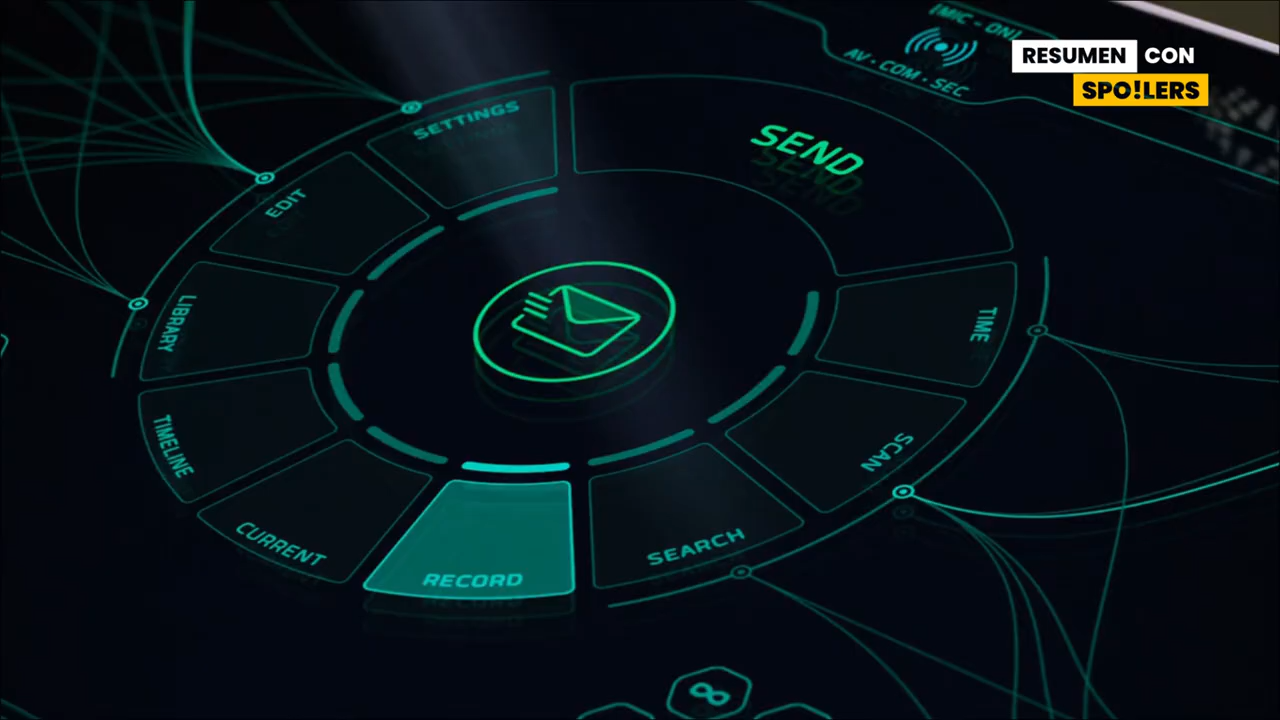 [MIC - ON]
AV • COM • SEC
RESUMEN CON
SPO!LERS
SETTINGS
SEND
EDIT
LIBRARY
TIME
TIMELINE
SCAN
CURRENT
RECORD
SEARCH